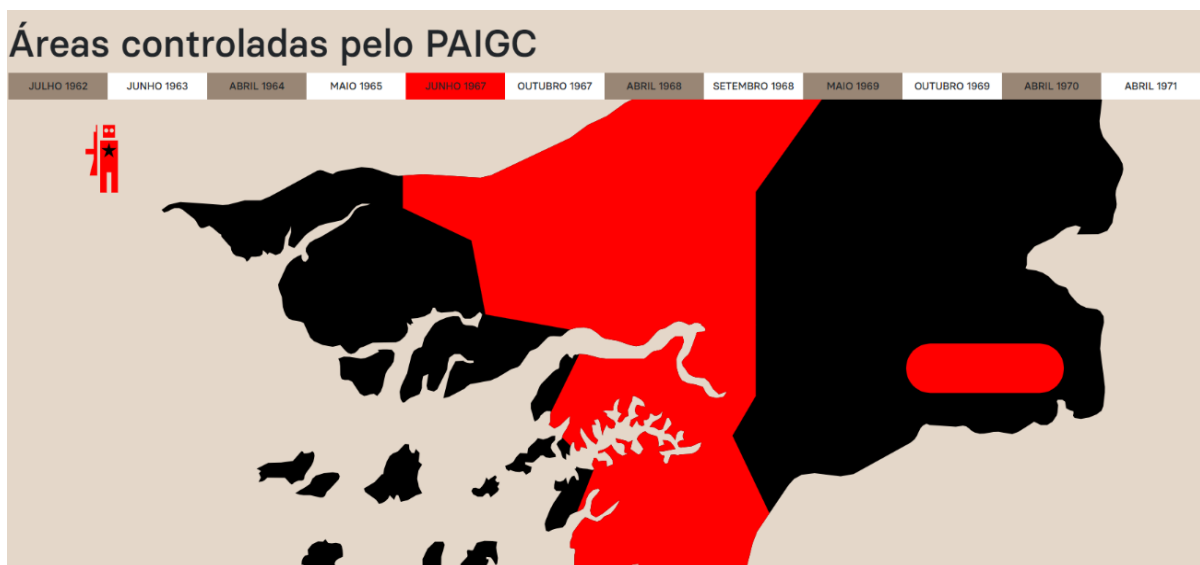 Áreas controladas pelo PAIGC
JULHO 1962 JUNHO 1963 ABRIL 1964 MAIO 1965 JUNHO 1967 OUTUBRO 1967 ABRIL 1968 SETEMBRO 1968 MAIO 1969 OUTUBRO 1969 ABRIL 1970 ABRIL 1971